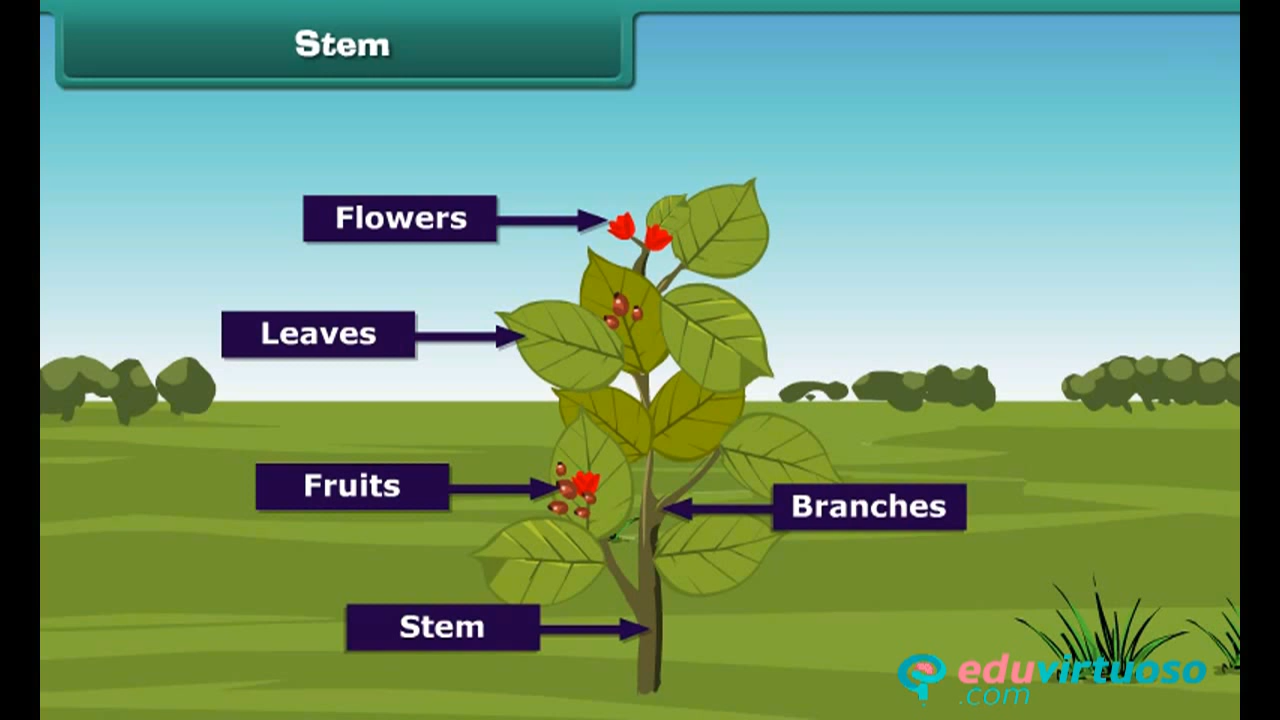 Stem
Flowers
Leaves
Fruits
Branches
Stem
eduvirtuoso
.com